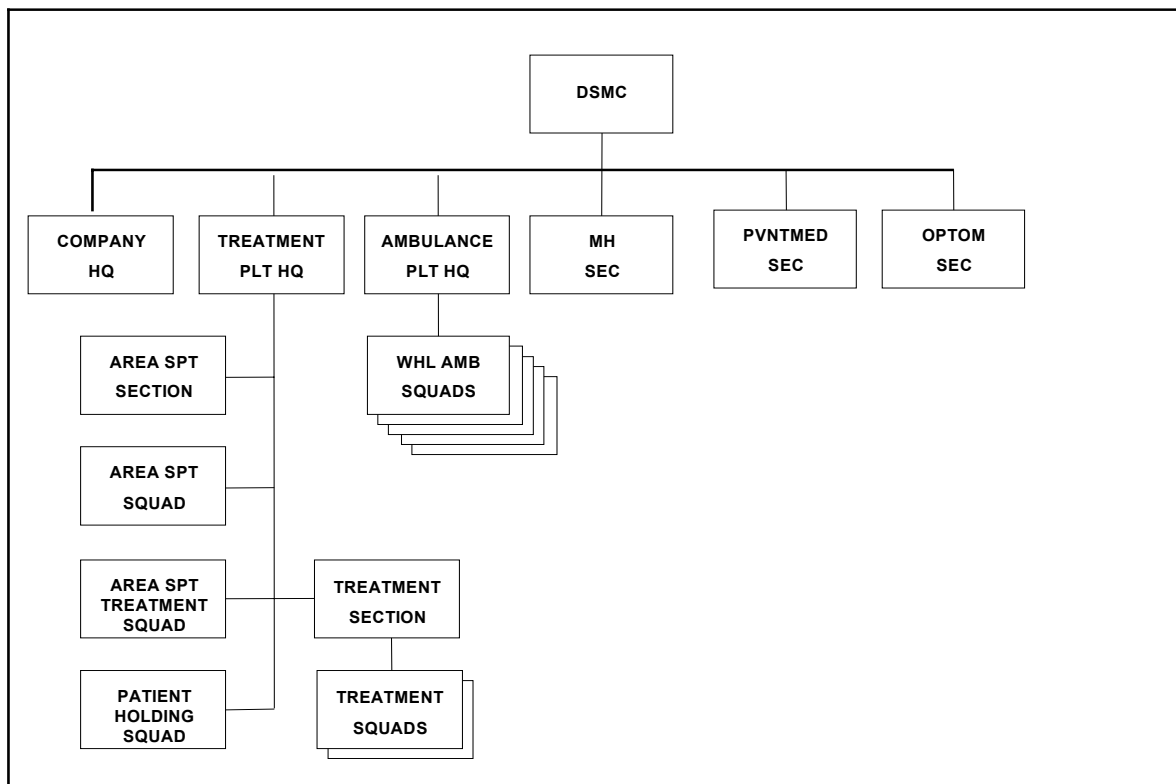 DSMC
COMPANY
HQ
TREATMENT
PLT HQ
AMBULANCE
PLT HQ
MH
SEC
PVNTMED
SEC
OPTOM
SEC
AREA SPT
SECTION
WHL AMB
SQUADS
AREA SPT
SQUAD
AREA SPT
TREATMENT
SQUAD
TREATMENT
SECTION
PATIENT
HOLDING
SQUAD
TREATMENT
SQUADS